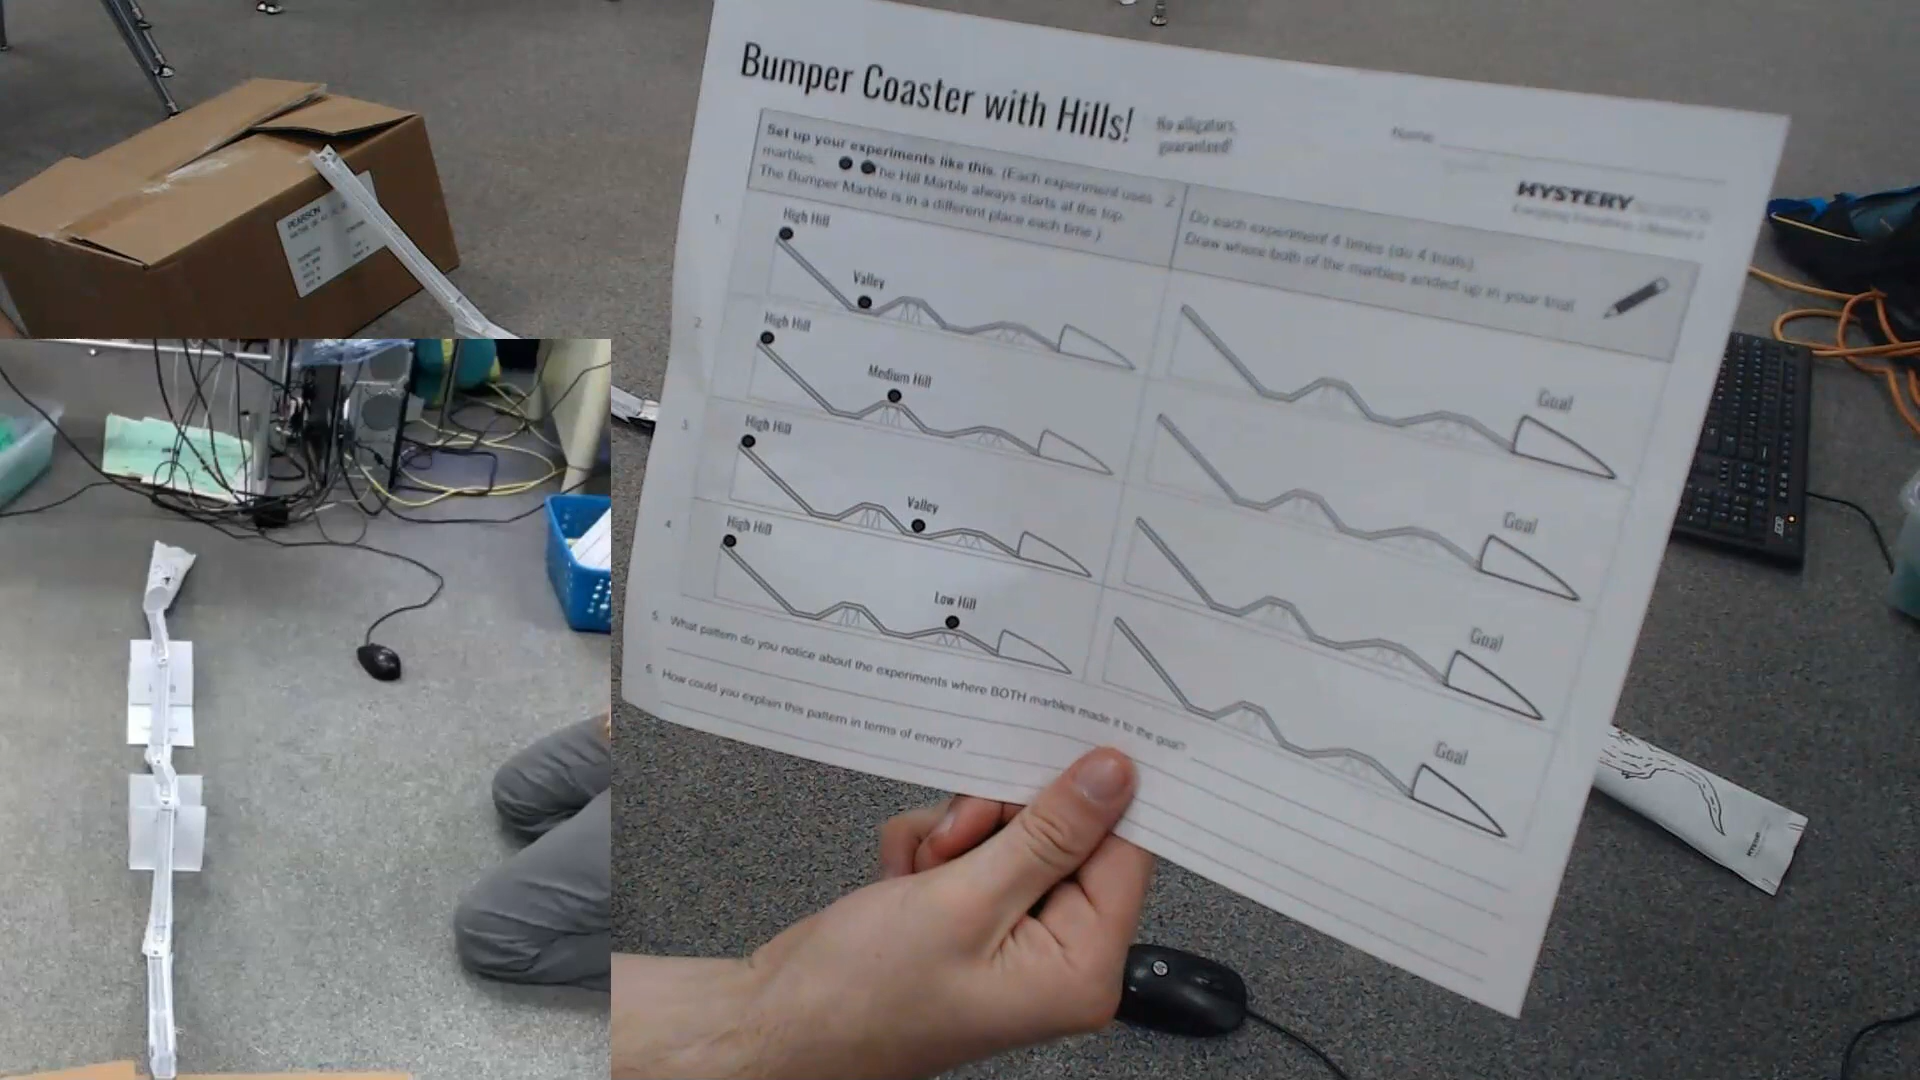 Bumper Coaster with Hills!
No alligators,
guaranteed!
Name:
MYSTERY
Set up your experiments like this. (Each experiment uses 2
marbles. The Hill Marble always starts at the top.
The Bumper Marble is in a different place each time.)
Do each experiment 4 times (do 4 trials).
Draw where both of the marbles ended up in your trial
1.
High Hill
Valley
Goal
2.
High Hill
Medium Hill
Goal
3.
High Hill
Valley
Goal
4.
High Hill
Low Hill
Goal
5. What pattern do you notice about the experiments where BOTH marbles made it to the goal?
6. How could you explain this pattern in terms of energy?
PEARSON